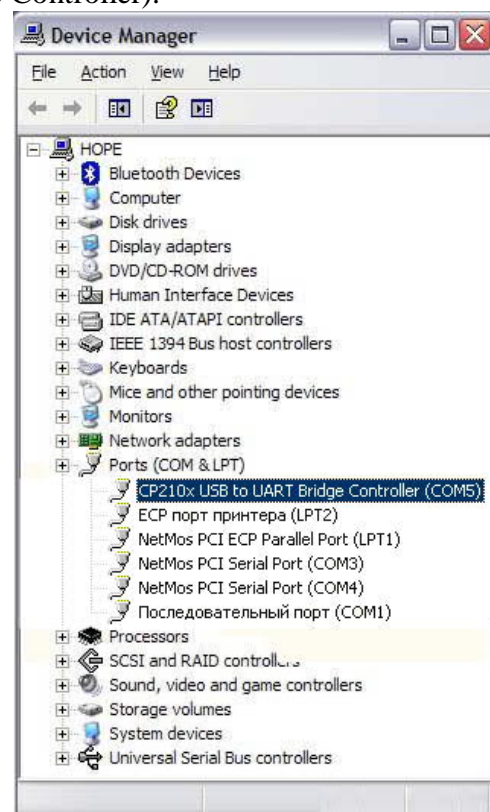 Controller).
Device Manager
File Action View Help
HOPE
Bluetooth Devices
Computer
Disk drives
Display adapters
DVD/CD-ROM drives
Human Interface Devices
IDE ATA/ATAPI controllers
IEEE 1394 Bus host controllers
Keyboards
Mice and other pointing devices
Monitors
Network adapters
Ports (COM & LPT)
CP210x USB to UART Bridge Controller (COM5)
ECP порт принтера (LPT2)
NetMos PCI ECP Parallel Port (LPT1)
NetMos PCI Serial Port (COM3)
NetMos PCI Serial Port (COM4)
Последовательный порт (COM1)
Processors
SCSI and RAID
Sound, video and game controllers
Storage volumes
System devices
Universal Serial Bus controllers